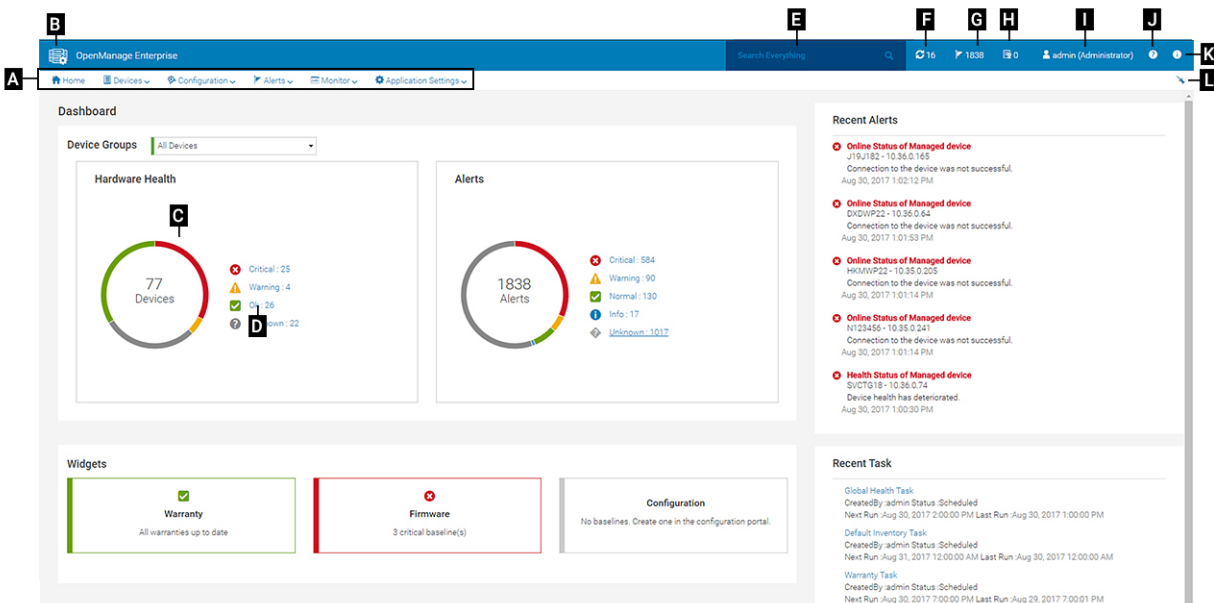 B E F G H I J
OpenManage Enterprise Search Everything 16 1838 0 admin (Administrator) K
A Home Devices Configuration Alerts Monitor Application Settings L
Dashboard
Device Groups All Devices
Hardware Health
C
77
Devices
Critical : 25
Warning : 4
: 26
D : 22
Alerts
1838
Alerts
Critical : 584
Warning : 90
Normal : 130
Info : 17
Unknown : 1017
Widgets
Warranty
All warranties up to date
Firmware
3 critical baseline(s)
Configuration
No baselines. Create one in the configuration portal.
Recent Alerts
Online Status of Managed device
J19J182 - 10.36.0.165
Connection to the device was not successful.
Aug 30, 2017 1:02:12 PM
Online Status of Managed device
DXDWP22 - 10.36.0.64
Connection to the device was not successful.
Aug 30, 2017 1:01:53 PM
Online Status of Managed device
HKMWP22 - 10.35.0.205
Connection to the device was not successful.
Aug 30, 2017 1:01:14 PM
Online Status of Managed device
N123456 - 10.35.0.241
Connection to the device was not successful.
Aug 30, 2017 1:01:14 PM
Health Status of Managed device
SVCTG18 - 10.36.0.74
Device health has deteriorated.
Aug 30, 2017 1:00:30 PM
Recent Task
Global Health Task
CreatedBy :admin Status :Scheduled
Next Run :Aug 30, 2017 2:00:00 PM Last Run :Aug 30, 2017 1:00:00 PM
Default Inventory Task
CreatedBy :admin Status :Scheduled
Next Run :Aug 31, 2017 12:00:00 AM Last Run :Aug 30, 2017 12:00:00 AM
Warranty Task
CreatedBy :admin Status :Scheduled
Next Run :Aug 30, 2017 7:00:00 PM Last Run :Aug 29, 2017 7:00:01 PM